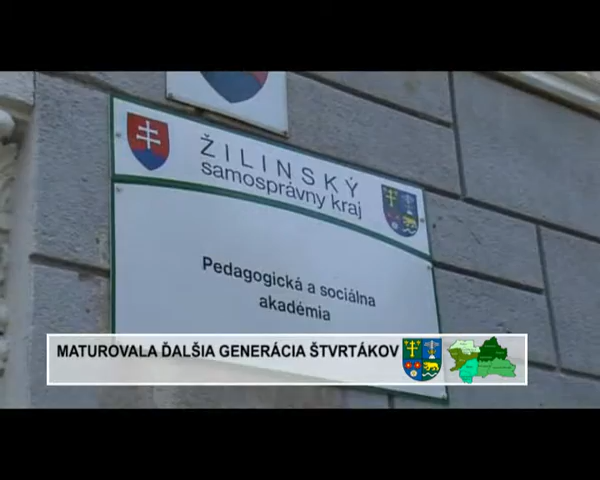 ŽILINSKÝ
samosprávny kraj
Pedagogická a sociálna
akadémia
MATUROVALA ĎALŠIA GENERÁCIA ŠTVRTÁKOV